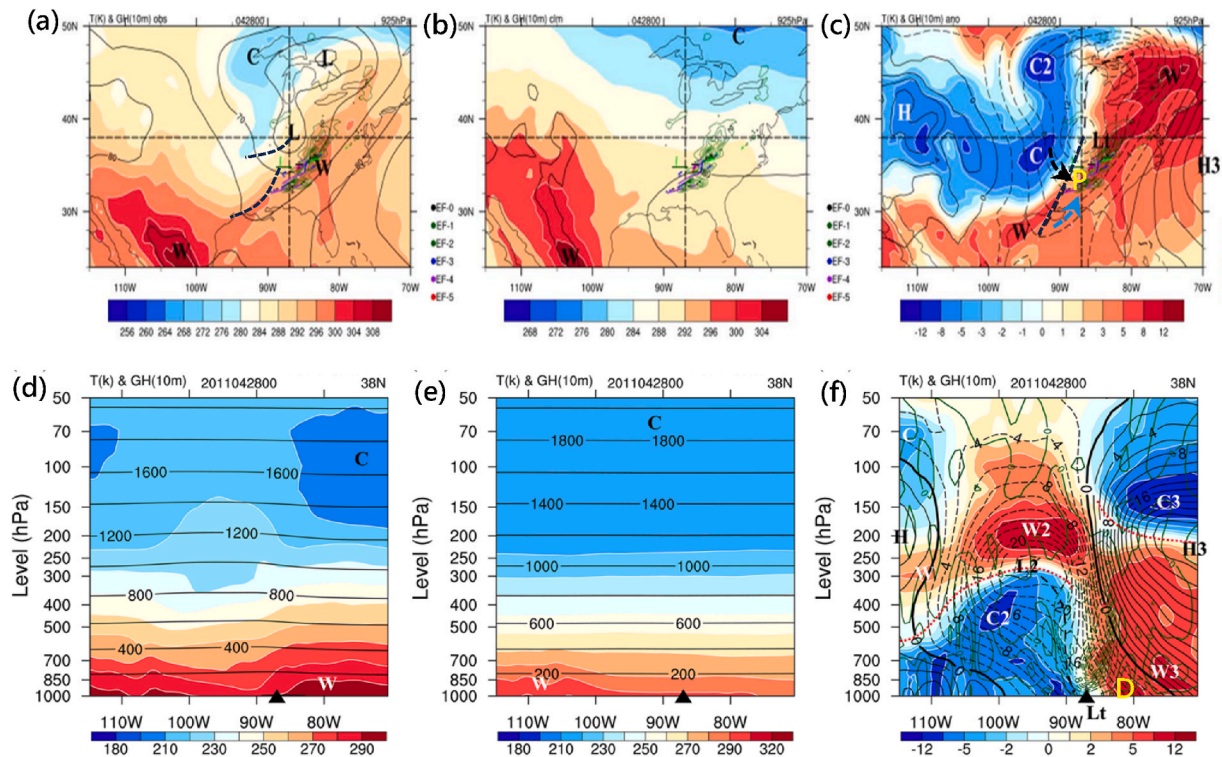 (a)
T(K) & GH(10m) obs 042800 925hPa
50N
40N
30N
C
L
L
W
W
80
110W 100W 90W 80W 70W
256 260 264 268 272 276 280 284 288 292 296 300 304 308
EF-0
EF-1
EF-2
EF-3
EF-4
EF-5
(b)
T(K) & GH(10m) clm 042800 925hPa
50N
40N
30N
C
W
110W 100W 90W 80W 70W
268 272 276 280 284 288 292 296 300 304
EF-0
EF-1
EF-2
EF-3
EF-4
EF-5
(c)
T(K) & GH(10m) ano 042800 925hPa
50N
40N
30N
C2
W
H
Lt
C
P
H3
W
110W 100W 90W 80W 70W
-12 -8 -5 -3 -2 -1 0 1 2 3 5 8 12
(d)
T(k) & GH(10m) 2011042800 38N
50
70
100
150
200
250
300
400
500
700
850
1000
Level (hPa)
C
1600 1600
1200 1200
800 800
400 400
W
110W 100W 90W 80W
180 210 230 250 270 290
(e)
T(k) & GH(10m) 2011042800 38N
50
70
100
150
200
250
300
400
500
700
850
1000
Level (hPa)
C
1800 1800
1400 1400
1000 1000
600 600
200 200
W
110W 100W 90W 80W
180 210 230 250 270 290 320
(f)
T(k) & GH(10m) 2011042800 38N
50
70
100
150
200
250
300
400
500
700
850
1000
Level (hPa)
C
C3
W2
H
H3
W
L2
C2
W3
D
Lt
110W 100W 90W 80W
-12 -5 -2 0 2 5 12